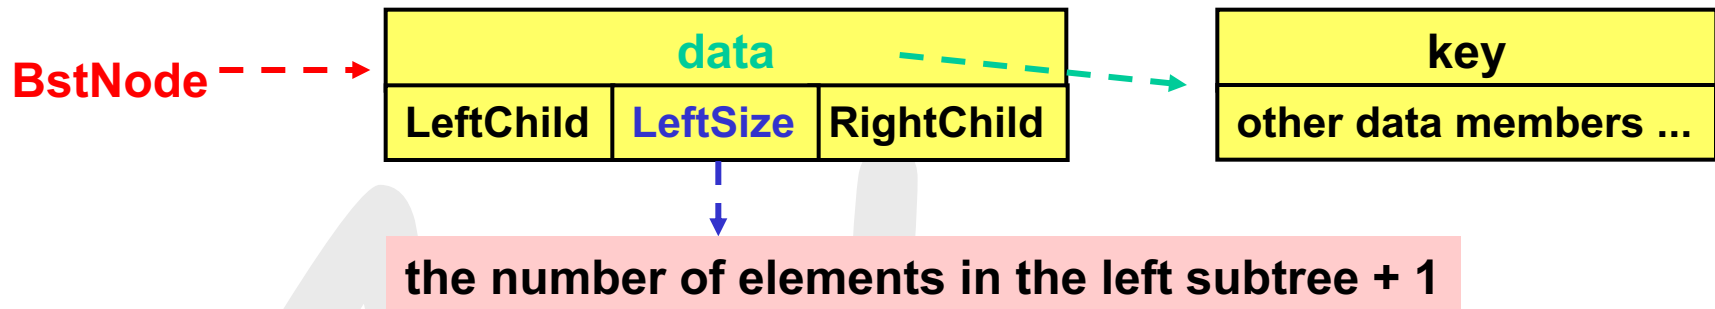 BstNode
data
LeftChild LeftSize RightChild
key
other data members ...
the number of elements in the left subtree + 1